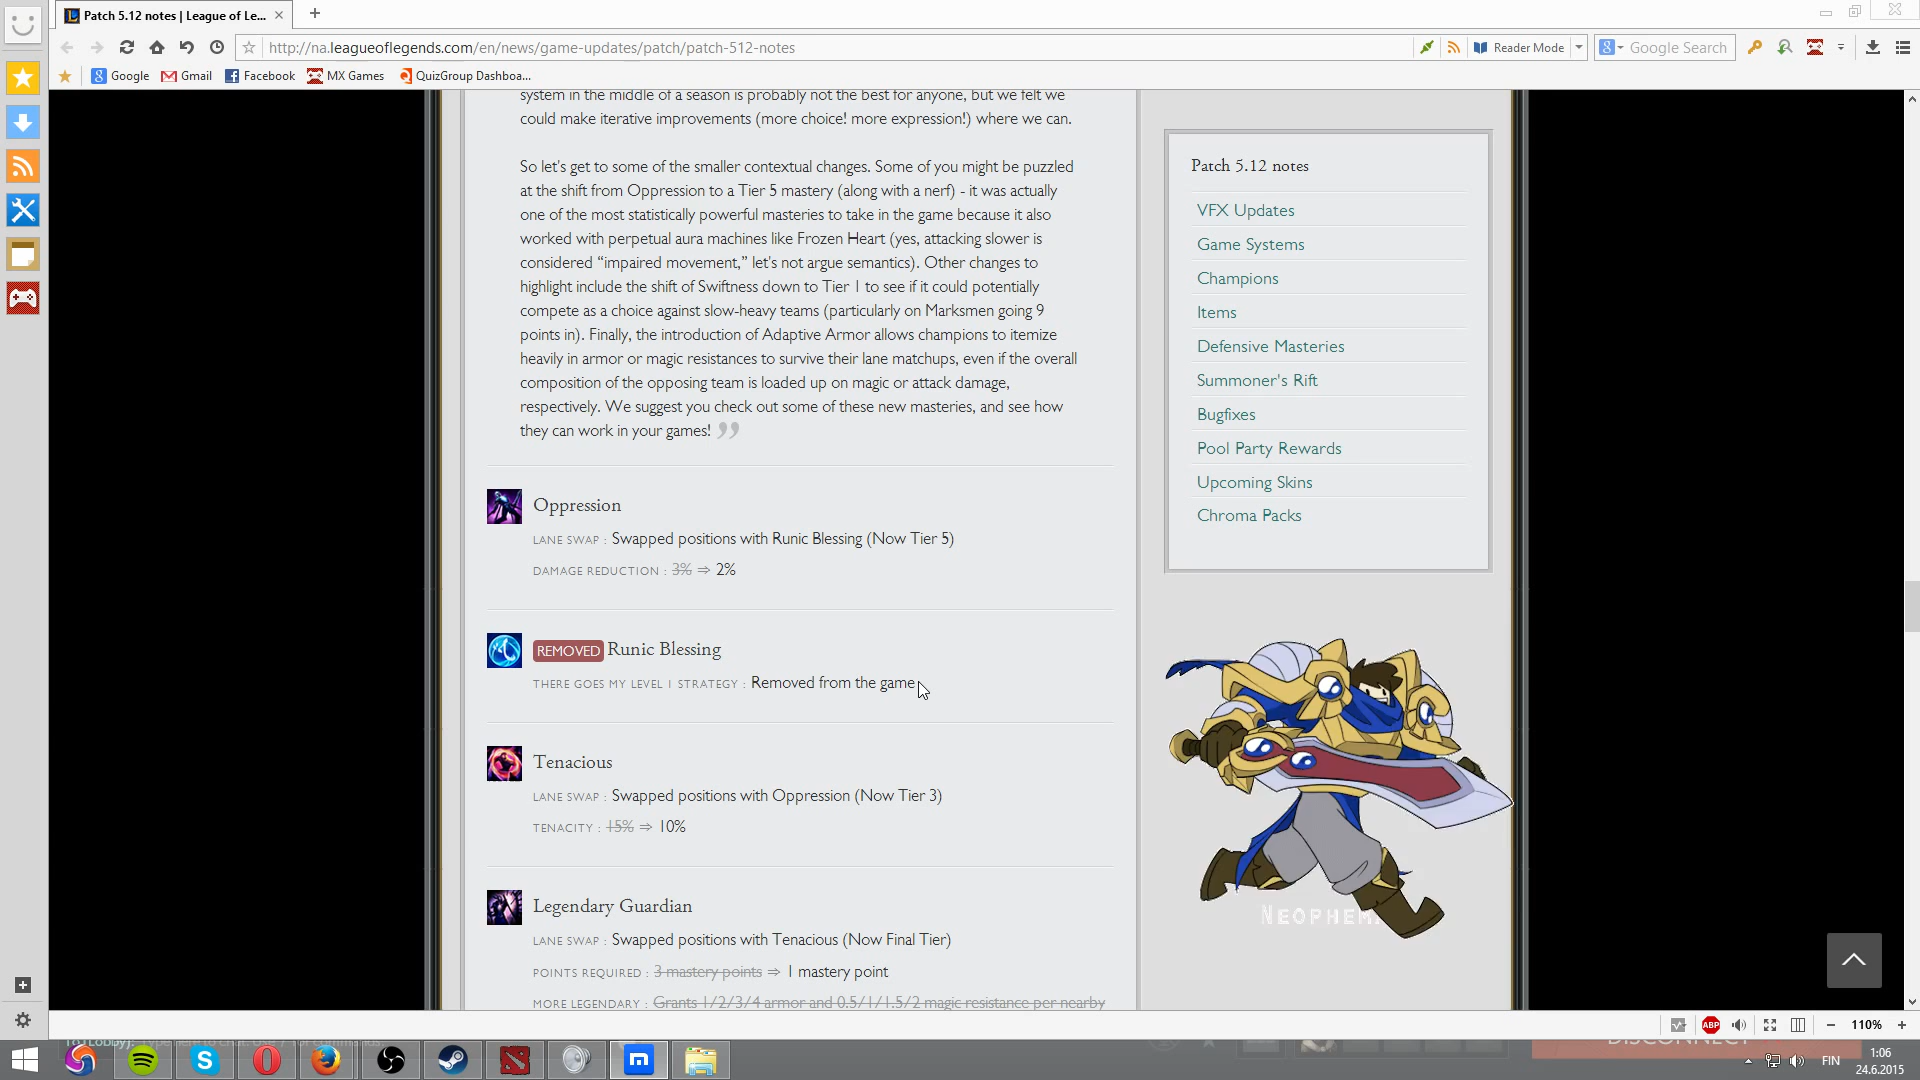 Patch 5.12 notes | League of Le...
http://na.leagueoflegends.com/en/news/game-updates/patch/patch-512-notes
Reader Mode
Google Search
Google
Gmail
Facebook
MX Games
QuizGroup Dashboa...
system in the middle of a season is probably not the best for anyone, but we felt we
could make iterative improvements (more choice! more expression!) where we can.
So let's get to some of the smaller contextual changes. Some of you might be puzzled
at the shift from Oppression to a Tier 5 mastery (along with a nerf) - it was actually
one of the most statistically powerful masteries to take in the game because it also
worked with perpetual aura machines like Frozen Heart (yes, attacking slower is
considered “impaired movement,” let's not argue semantics). Other changes to
highlight include the shift of Swiftness down to Tier 1 to see if it could potentially
compete as a choice against slow-heavy teams (particularly on Marksmen going 9
points in). Finally, the introduction of Adaptive Armor allows champions to itemize
heavily in armor or magic resistances to survive their lane matchups, even if the overall
composition of the opposing team is loaded up on magic or attack damage,
respectively. We suggest you check out some of these new masteries, and see how
they can work in your games! ”
Oppression
LANE SWAP : Swapped positions with Runic Blessing (Now Tier 5)
DAMAGE REDUCTION : 3% ⇒ 2%
REMOVED Runic Blessing
THERE GOES MY LEVEL 1 STRATEGY : Removed from the game
Tenacious
LANE SWAP : Swapped positions with Oppression (Now Tier 3)
TENACITY : 15% ⇒ 10%
Legendary Guardian
LANE SWAP : Swapped positions with Tenacious (Now Final Tier)
POINTS REQUIRED : 3 mastery points ⇒ 1 mastery point
MORE LEGENDARY : Grants 1/2/3/4 armor and 0.5/1/1.5/2 magic resistance per nearby
Patch 5.12 notes
VFX Updates
Game Systems
Champions
Items
Defensive Masteries
Summoner's Rift
Bugfixes
Pool Party Rewards
Upcoming Skins
Chroma Packs
ABP
110%
DISCONNECT
FIN
1:06
24.6.2015